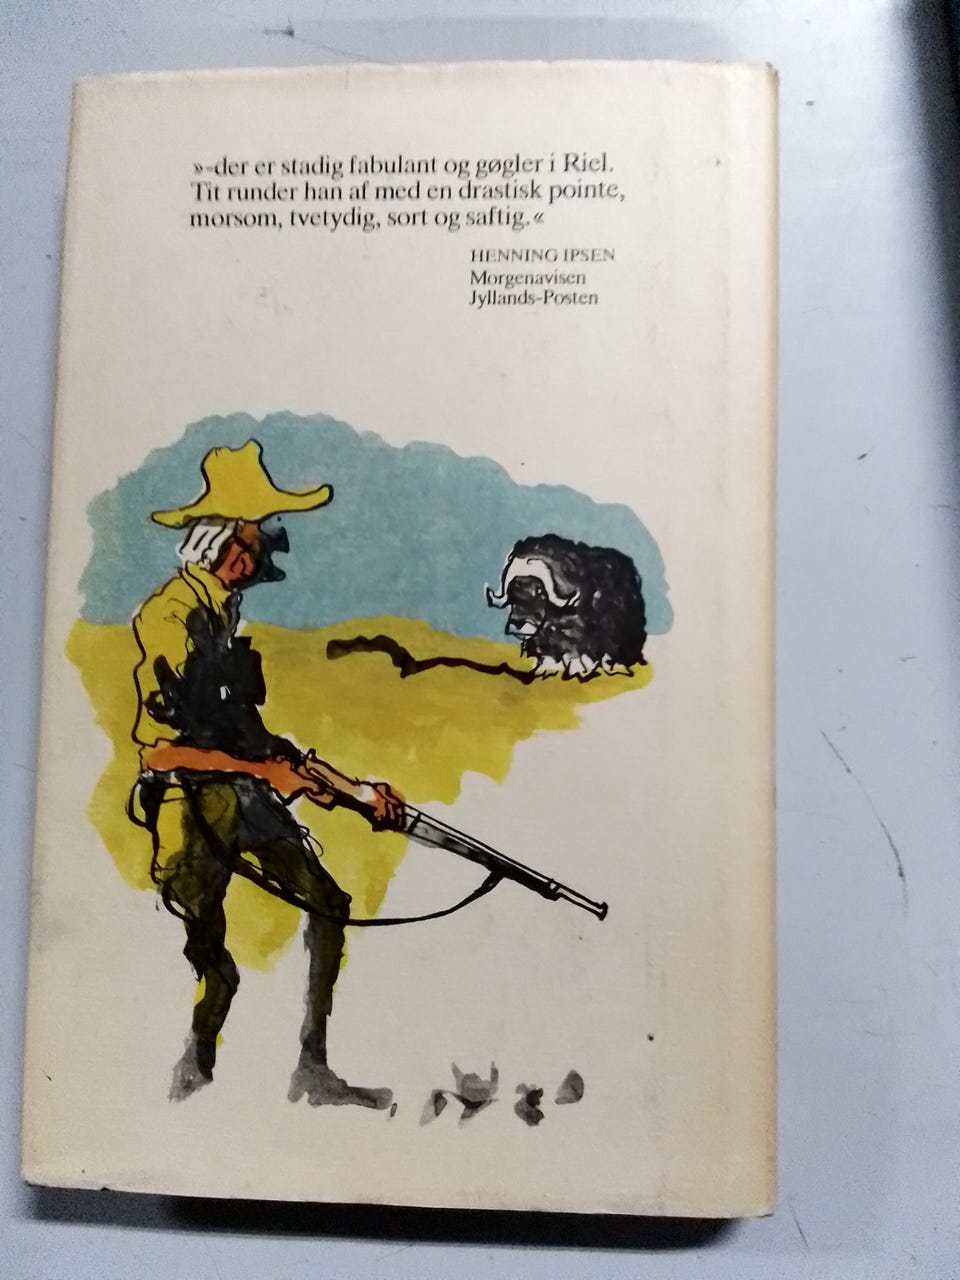 »-der er stadig fabulant og gøgler i Riel.
Tit runder han af med en drastisk pointe,
morsom, tvetydig, sort og saftig.«
HENNING IPSEN
Morgenavisen
Jyllands-Posten